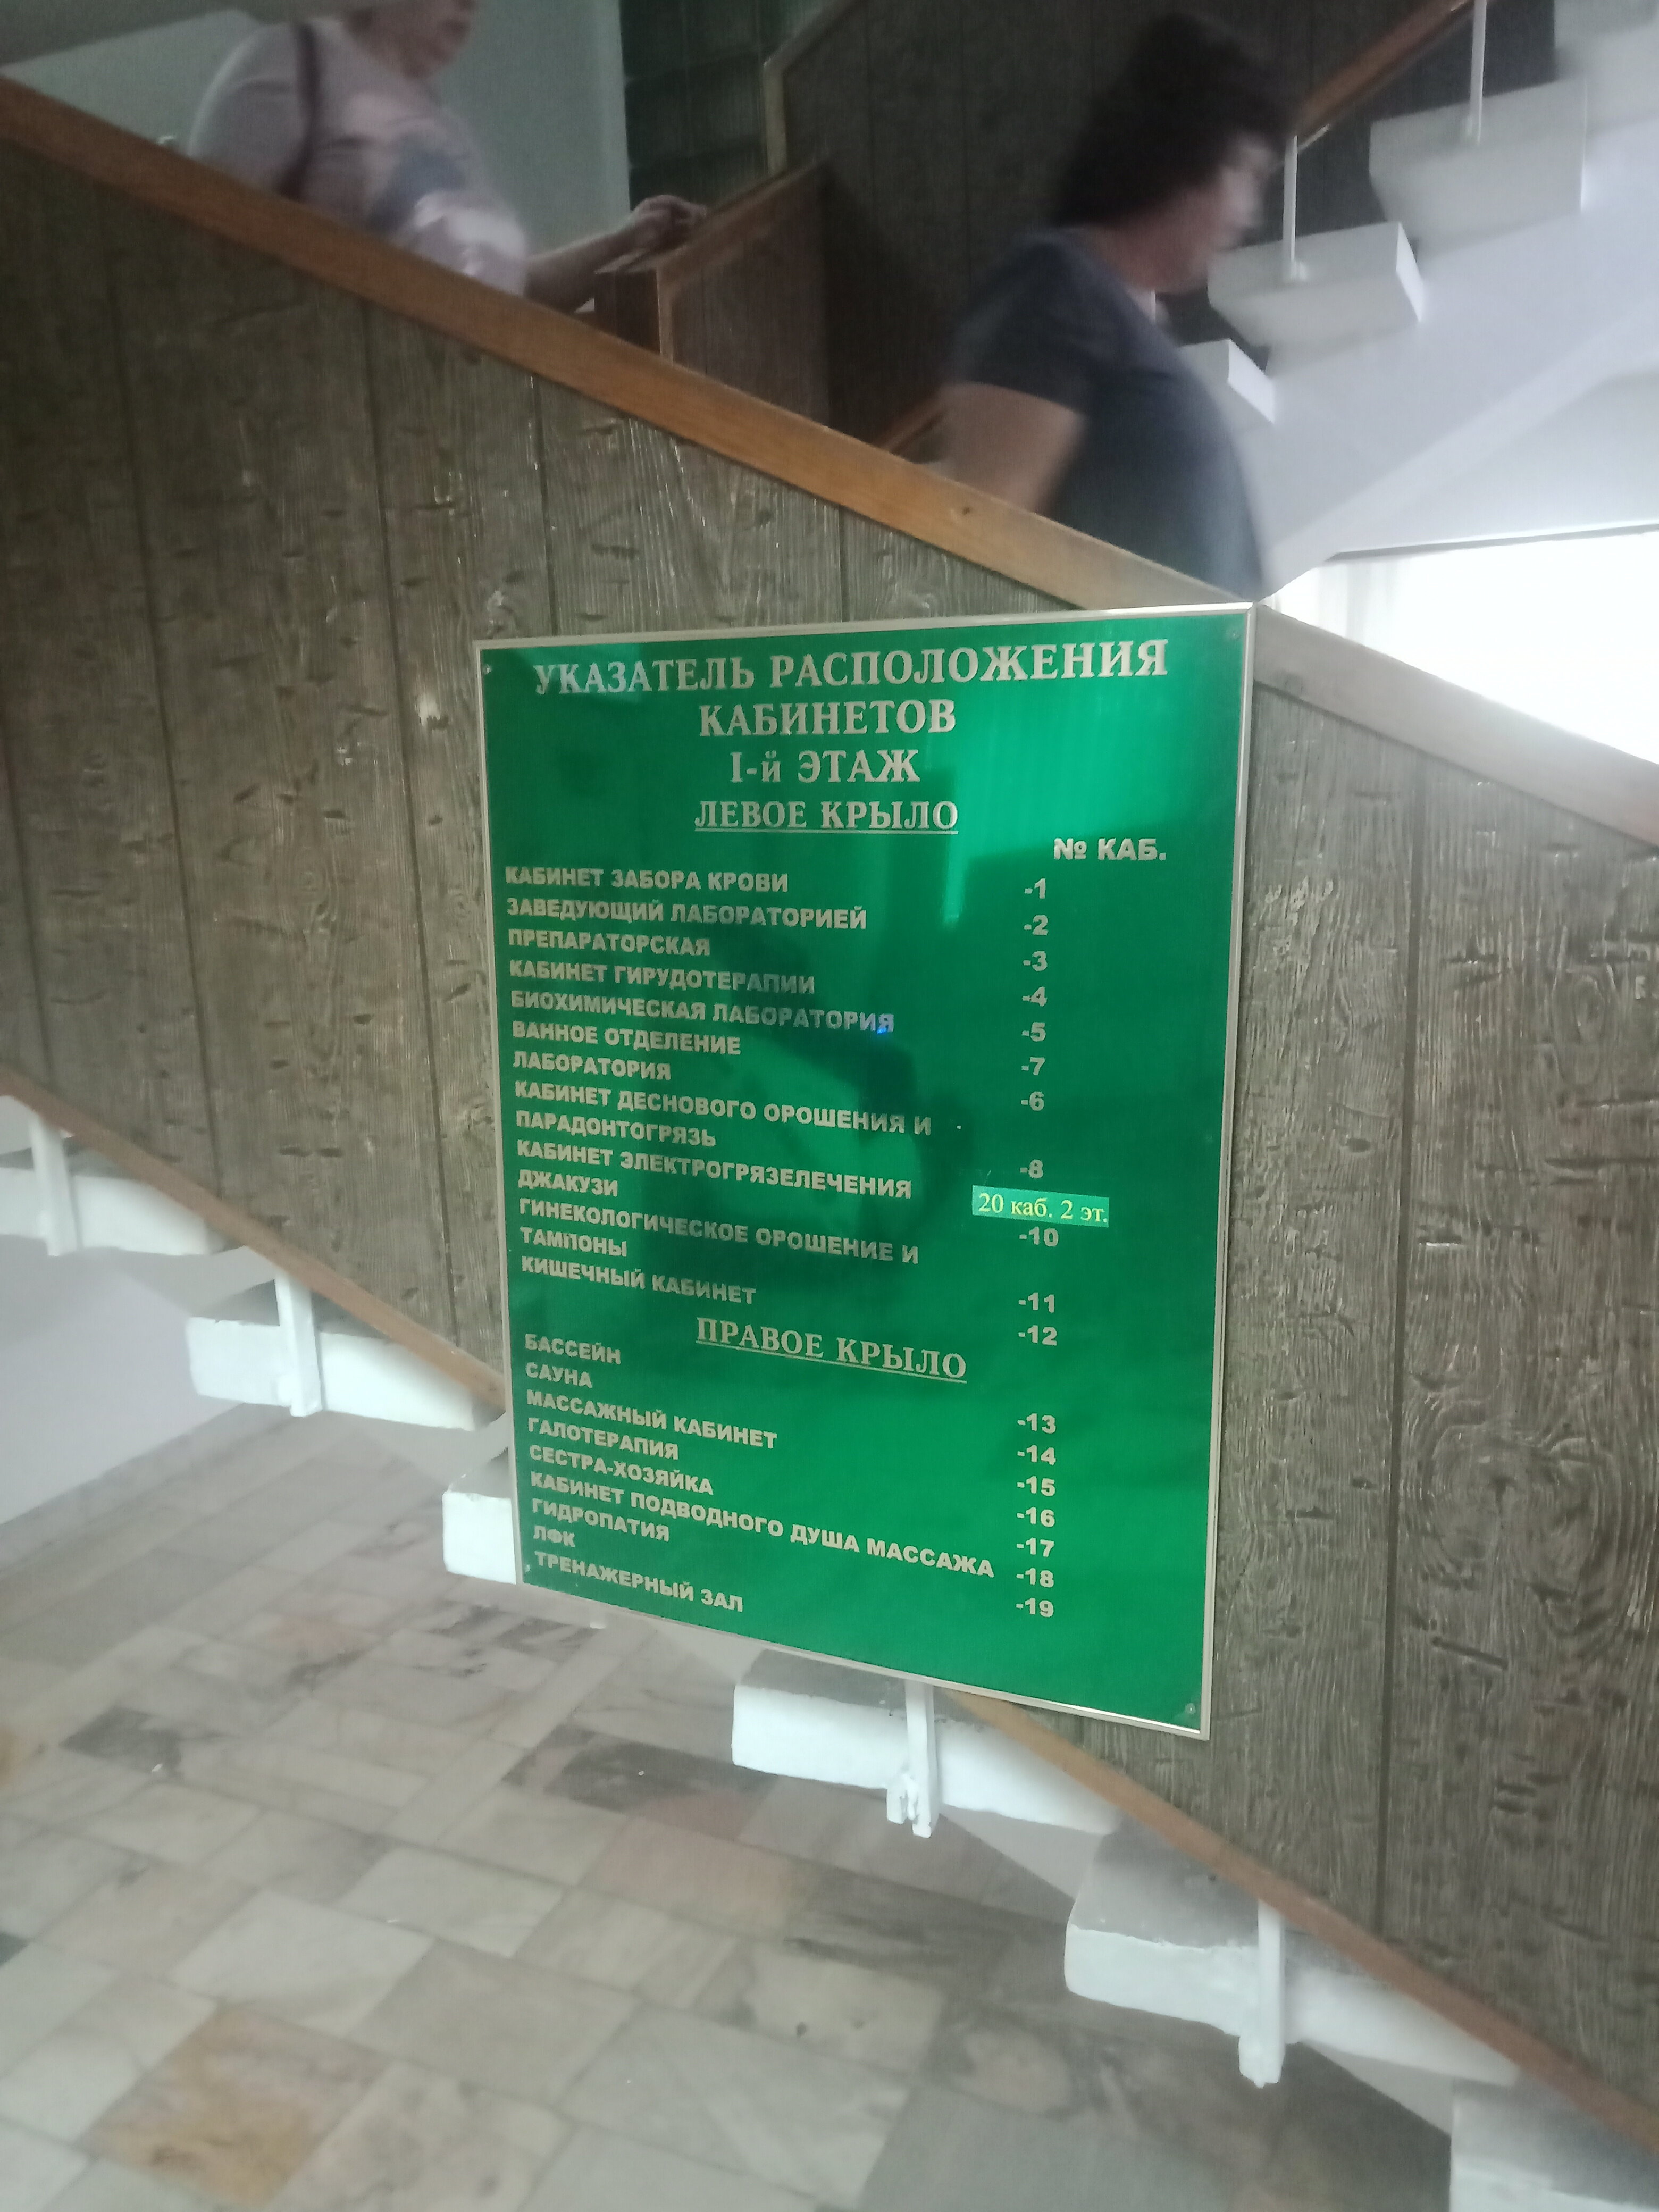 УКАЗАТЕЛЬ РАСПОЛОЖЕНИЯ
КАБИНЕТОВ
I-й ЭТАЖ
ЛЕВОЕ КРЫЛО
№ КАБ.
КАБИНЕТ ЗАБОРА КРОВИ -1
ЗАВЕДУЮЩИЙ ЛАБОРАТОРИЕЙ -2
ПРЕПАРАТОРСКАЯ -3
КАБИНЕТ ГИРУДОТЕРАПИИ -4
БИОХИМИЧЕСКАЯ ЛАБОРАТОРИЯ -5
ВАННОЕ ОТДЕЛЕНИЕ -7
ЛАБОРАТОРИЯ -6
КАБИНЕТ ДЕСНОВОГО ОРОШЕНИЯ И
ПАРАДОНТОГРЯЗЬ -8
КАБИНЕТ ЭЛЕКТРОГРЯЗЕЛЕЧЕНИЯ 20 каб. 2 эт.
ДЖАКУЗИ -10
ГИНЕКОЛОГИЧЕСКОЕ ОРОШЕНИЕ И
ТАМПОНЫ -11
КИШЕЧНЫЙ КАБИНЕТ -12
ПРАВОЕ КРЫЛО
БАССЕЙН -13
САУНА -14
МАССАЖНЫЙ КАБИНЕТ -15
ГАЛОТЕРАПИЯ -16
СЕСТРА-ХОЗЯЙКА -17
КАБИНЕТ ПОДВОДНОГО ДУША МАССАЖА -18
ГИДРОПАТИЯ -19
ЛФК
ТРЕНАЖЕРНЫЙ ЗАЛ